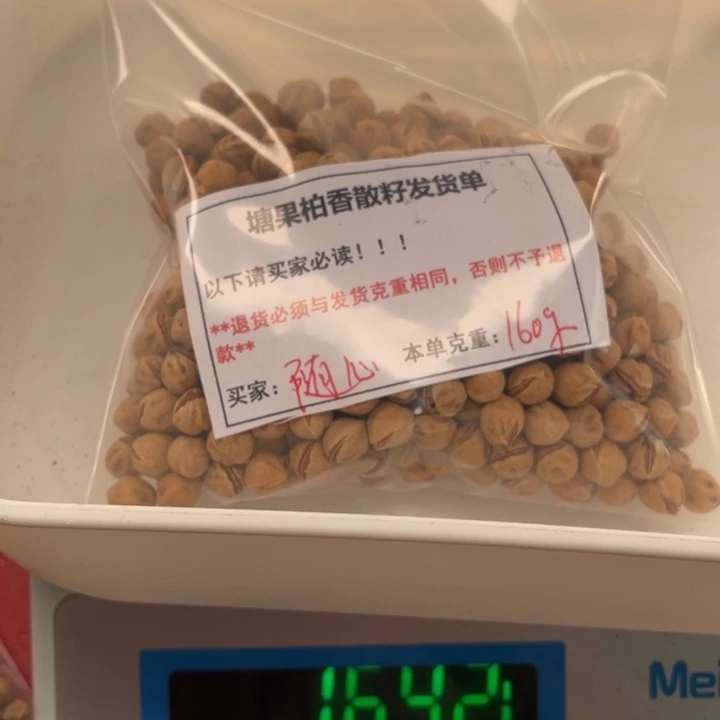 塘果柏香散籽发货单
以下请买家必读！！！
**退货必须与发货克重相同，否则不予退
款**
买家：随心 本单克重：160g
Mei